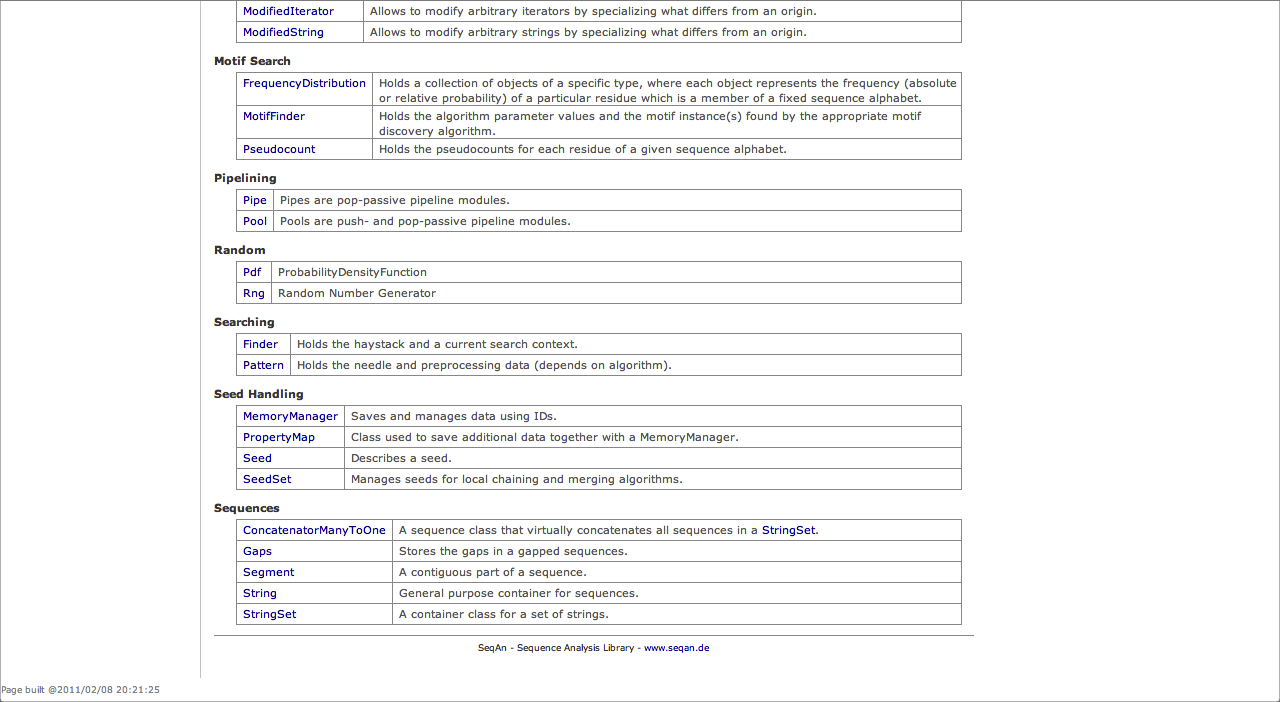 ModifiedIterator Allows to modify arbitrary iterators by specializing what differs from an origin.
ModifiedString Allows to modify arbitrary strings by specializing what differs from an origin.
Motif Search
FrequencyDistribution Holds a collection of objects of a specific type, where each object represents the frequency (absolute
or relative probability) of a particular residue which is a member of a fixed sequence alphabet.
MotifFinder Holds the algorithm parameter values and the motif instance(s) found by the appropriate motif
discovery algorithm.
Pseudocount Holds the pseudocounts for each residue of a given sequence alphabet.
Pipelining
Pipe Pipes are pop-passive pipeline modules.
Pool Pools are push- and pop-passive pipeline modules.
Random
Pdf ProbabilityDensityFunction
Rng Random Number Generator
Searching
Finder Holds the haystack and a current search context.
Pattern Holds the needle and preprocessing data (depends on algorithm).
Seed Handling
MemoryManager Saves and manages data using IDs.
PropertyMap Class used to save additional data together with a MemoryManager.
Seed Describes a seed.
SeedSet Manages seeds for local chaining and merging algorithms.
Sequences
ConcatenatorManyToOne A sequence class that virtually concatenates all sequences in a StringSet.
Gaps Stores the gaps in a gapped sequences.
Segment A contiguous part of a sequence.
String General purpose container for sequences.
StringSet A container class for a set of strings.
SeqAn - Sequence Analysis Library - www.seqan.de
Page built @2011/02/08 20:21:25